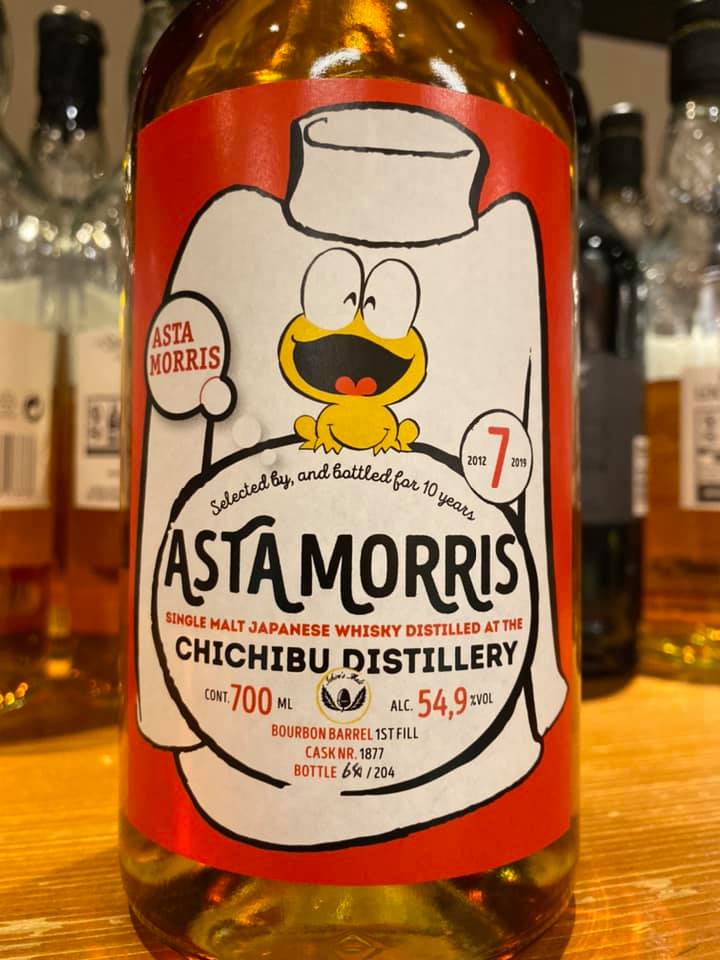 ASTA
MORRIS
2012 7 2019
Selected by, and bottled for 10 years
ASTA MORRIS
SINGLE MALT JAPANESE WHISKY DISTILLED AT THE
CHICHIBU DISTILLERY
CONT. 700 ML
Ichiro's Malt
ALC. 54,9 %VOL
BOURBON BARREL 1ST FILL
CASK NR. 1877
BOTTLE / 204